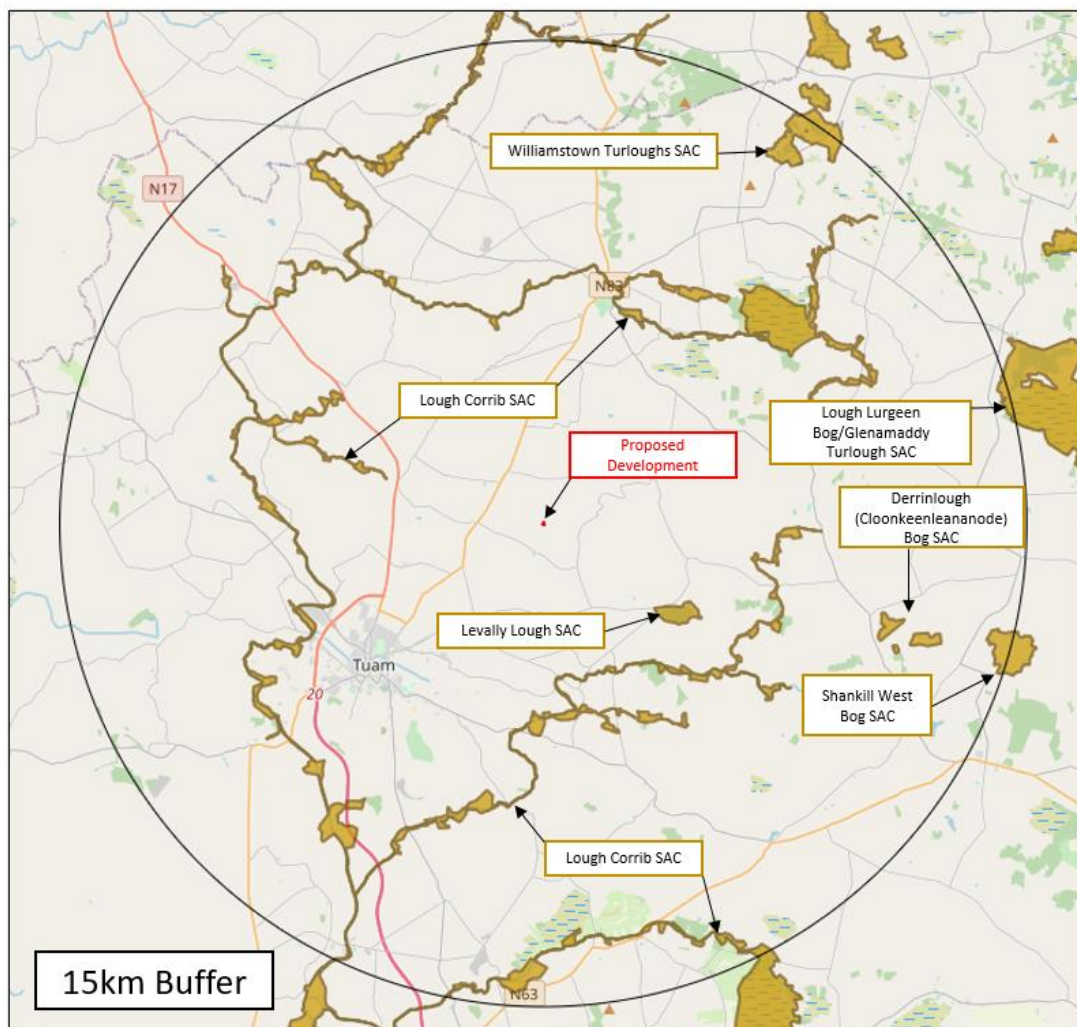 Williamstown Turloughs SAC
N17
N83
Lough Corrib SAC
Lough Lurgeen
Bog/Glenamaddy
Turlough SAC
Proposed
Development
Derrinlough
(Cloonkeenleananode)
Bog SAC
Levally Lough SAC
Tuam
20
Shankill West
Bog SAC
Lough Corrib SAC
15km Buffer
N63